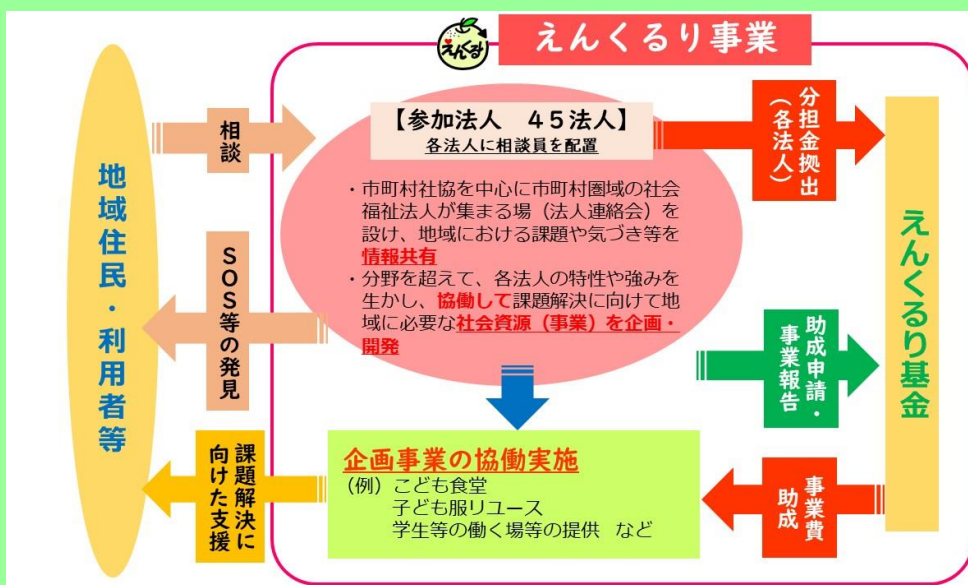 えんくる
えんくるり事業
地域住民・利用者等
相談
SOS等の発見
課題解決に
向けた支援
【参加法人　４５法人】
各法人に相談員を配置
・市町村社協を中心に市町村圏域の社会
福祉法人が集まる場（法人連絡会）を
設け、地域における課題や気づき等を
情報共有
・分野を超えて、各法人の特性や強みを
生かし、協働して課題解決に向けて地
域に必要な社会資源（事業）を企画・
開発
企画事業の協働実施
（例）こども食堂
子ども服リユース
学生等の働く場等の提供　など
分担金拠出
（各法人）
助成申請・
事業報告
事業費
助成
えんくるり基金